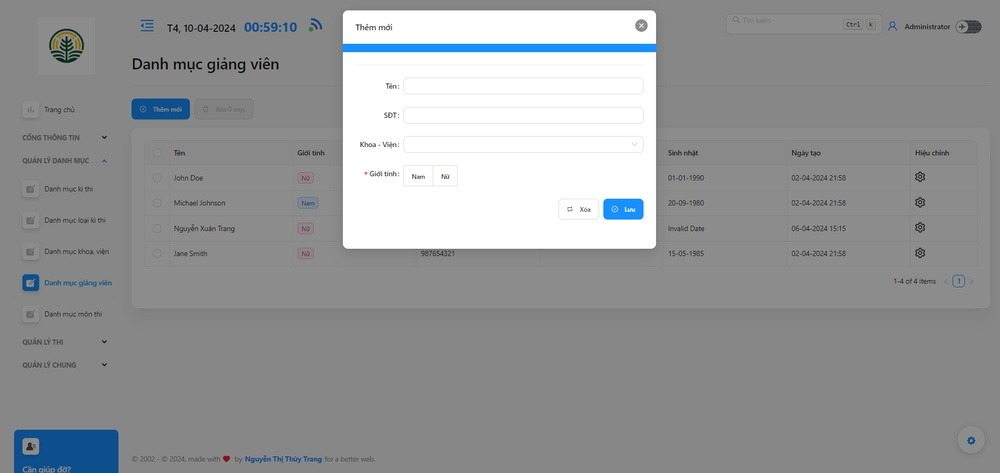 T4, 10-04-2024 00:59:10
Tìm kiếm Ctrl k
Administrator
Danh mục giảng viên
Thêm mới
Xóa 0 mục
Trang chủ
CỔNG THÔNG TIN
QUẢN LÝ DANH MỤC
Danh mục kì thi
Danh mục loại kì thi
Danh mục khoa, viện
Danh mục giảng viên
Danh mục môn thi
QUẢN LÝ THI
QUẢN LÝ CHUNG
Cần giúp đỡ?
Thêm mới
Tên :
SĐT :
Khoa - Viện :
* Giới tính : Nam Nữ
Xóa Lưu
Tên Giới tính Sinh nhật Ngày tạo Hiệu chỉnh
John Doe Nữ 01-01-1990 02-04-2024 21:58
Michael Johnson Nam 20-09-1980 02-04-2024 21:58
Nguyễn Xuân Trang Nữ Invalid Date 06-04-2024 15:15
Jane Smith Nữ 987654321 15-05-1985 02-04-2024 21:58
1-4 of 4 items < 1 >
© 2002 - © 2024, made with ❤ by Nguyễn Thị Thùy Trang for a better web.